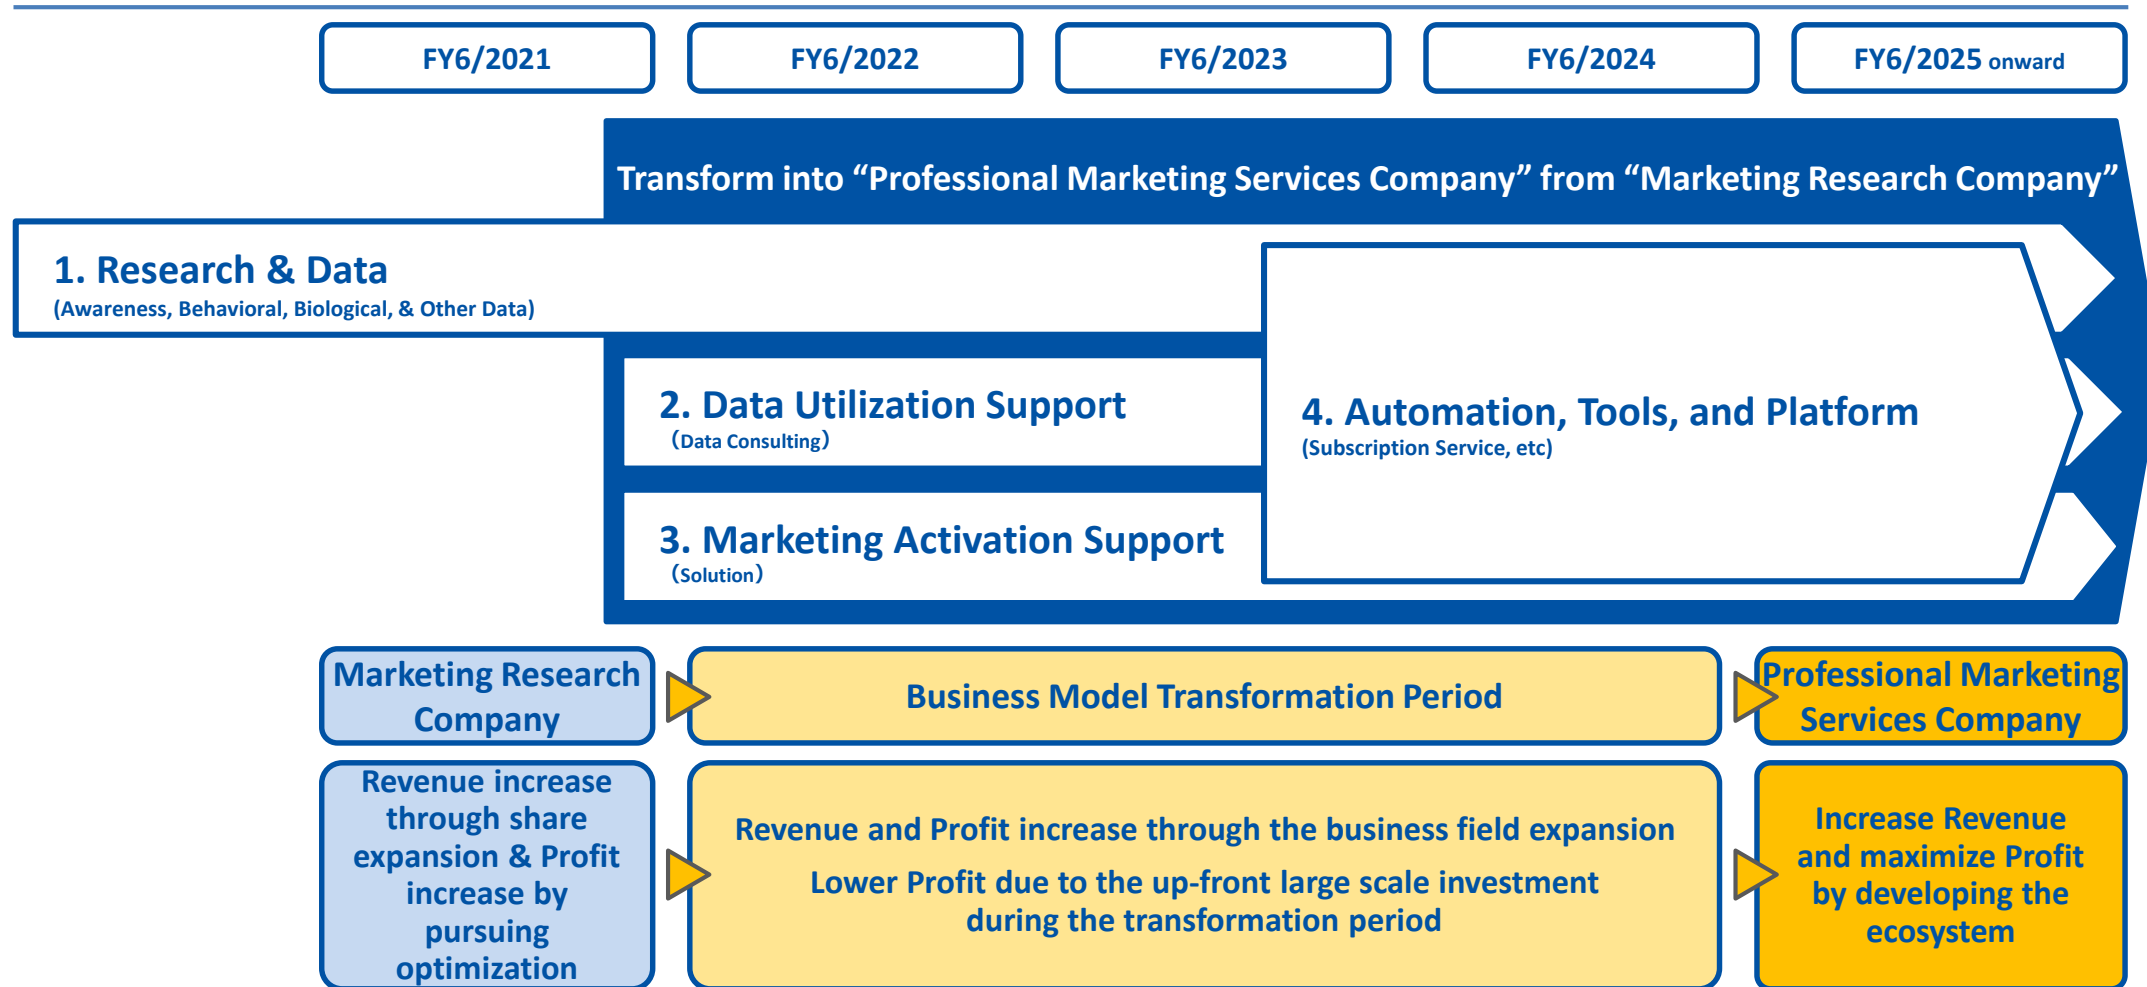 FY6/2021
FY6/2022
FY6/2023
FY6/2024
FY6/2025 onward
Transform into “Professional Marketing Services Company” from “Marketing Research Company”
1. Research & Data
(Awareness, Behavioral, Biological, & Other Data)
2. Data Utilization Support
（Data Consulting）
3. Marketing Activation Support
（Solution）
4. Automation, Tools, and Platform
(Subscription Service, etc)
Marketing Research
Company
Business Model Transformation Period
Professional Marketing
Services Company
Revenue increase
through share
expansion & Profit
increase by
pursuing
optimization
Revenue and Profit increase through the business field expansion
Lower Profit due to the up-front large scale investment
during the transformation period
Increase Revenue
and maximize Profit
by developing the
ecosystem